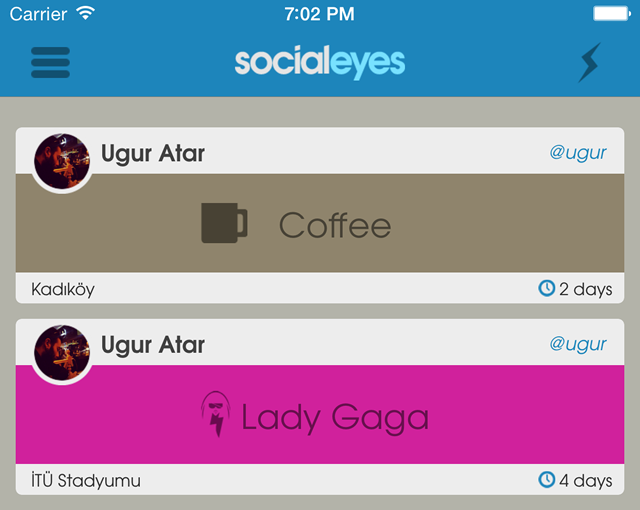 Carrier 7:02 PM
socialeyes
Ugur Atar @ugur
Coffee
Kadıköy 2 days
Ugur Atar @ugur
Lady Gaga
İTÜ Stadyumu 4 days